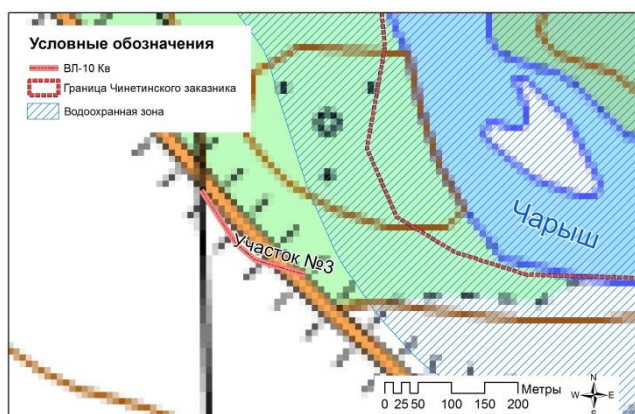 Условные обозначения
ВЛ-10 Кв
Граница Чинетинского заказника
Водоохранная зона
Чарыш
Участок №3
Метры
0 25 50 100 150 200
N
W E
S